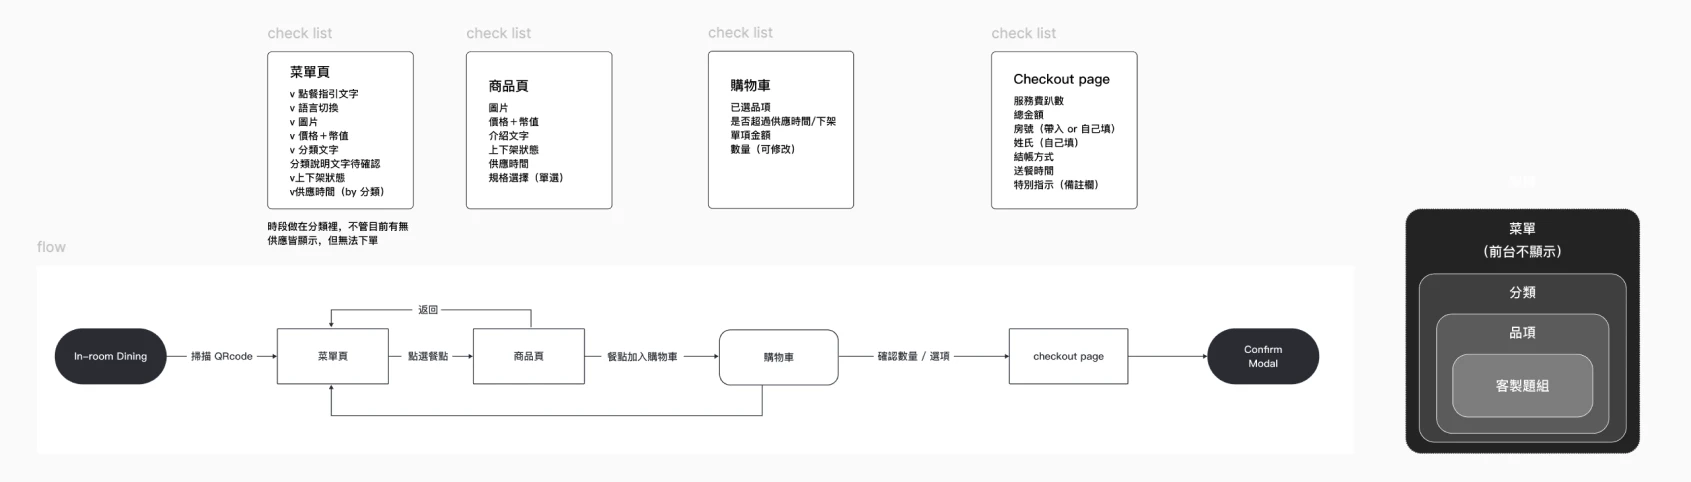 check list
菜單頁
v 點餐指引文字
v 語言切換
v 圖片
v 價格＋幣值
v 分類文字
分類說明文字待確認
v上下架狀態
v供應時間（by 分類）
時段做在分類裡，不管目前有無
供應皆顯示，但無法下單
check list
商品頁
圖片
價格＋幣值
介紹文字
上下架狀態
供應時間
規格選擇（單選）
check list
購物車
已選品項
是否超過供應時間/下架
單項金額
數量（可修改）
check list
Checkout page
服務費趴數
總金額
房號（帶入 or 自己填）
姓氏（自己填）
結帳方式
送餐時間
特別指示（備註欄）
flow
返回
In-room Dining
掃描 QRcode
菜單頁
點選餐點
商品頁
餐點加入購物車
購物車
確認數量 / 選項
checkout page
Confirm
Modal
菜單
（前台不顯示）
分類
品項
客製題組